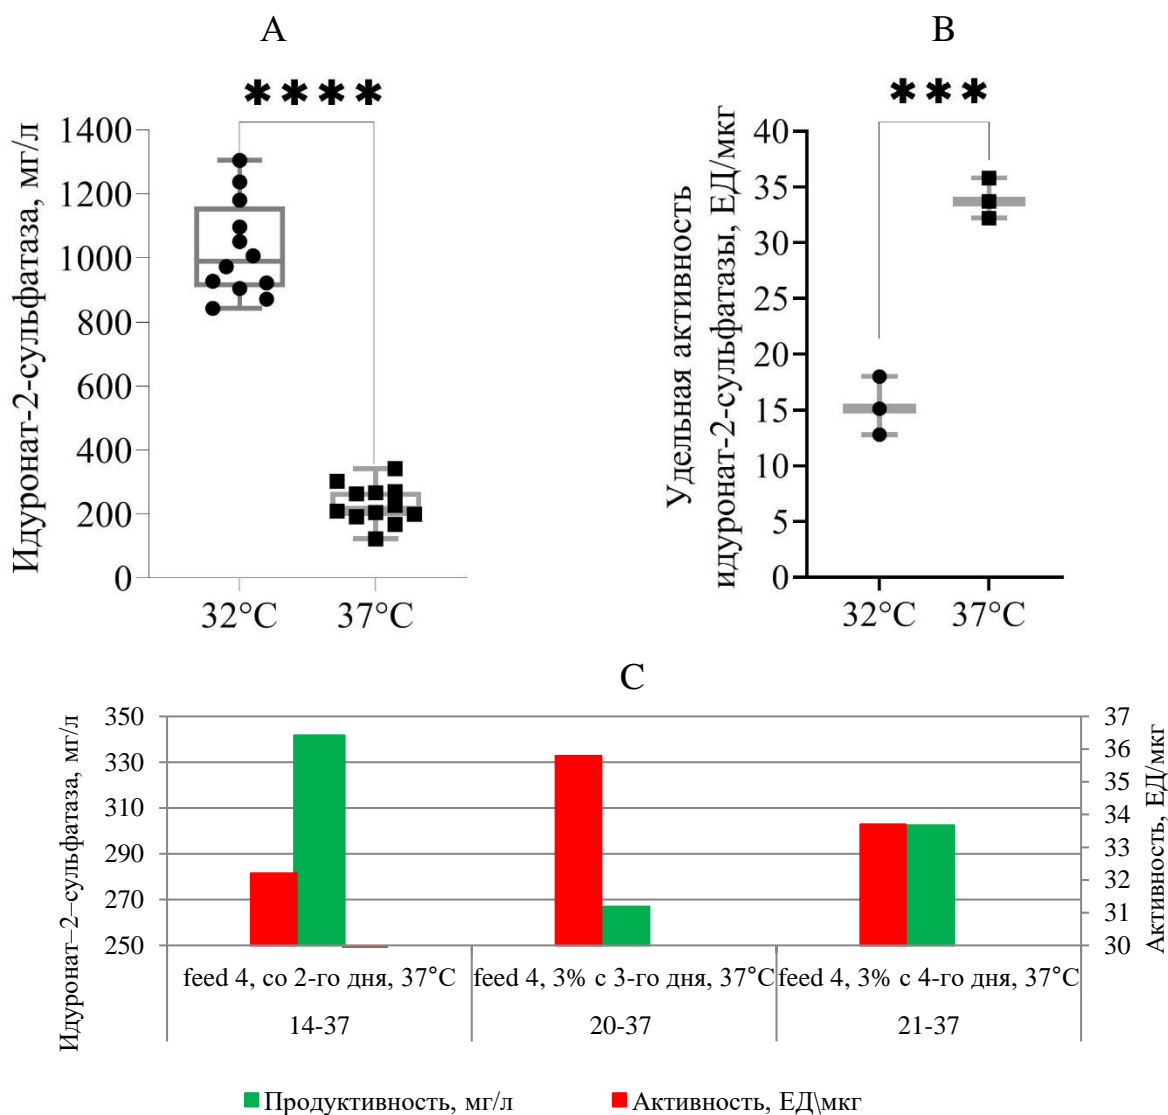 A
B
✱✱✱✱
✱✱✱
Идуронат-2-сульфатаза, мг/л
1400
1200
1000
800
600
400
200
0
32°C
37°C
Удельная активность
идуронат-2-сульфатазы, ЕД/мкг
40
35
30
25
20
15
10
5
0
32°C
37°C
C
Идуронат–2–сульфатаза, мг/л
350
330
310
290
270
250
37
36
35
34
33
32
31
30
Активность, ЕД/мкг
feed 4, со 2-го дня, 37°C
feed 4, 3% с 3-го дня, 37°C
feed 4, 3% с 4-го дня, 37°C
14-37
20-37
21-37
Продуктивность, мг/л
Активность, ЕД\мкг